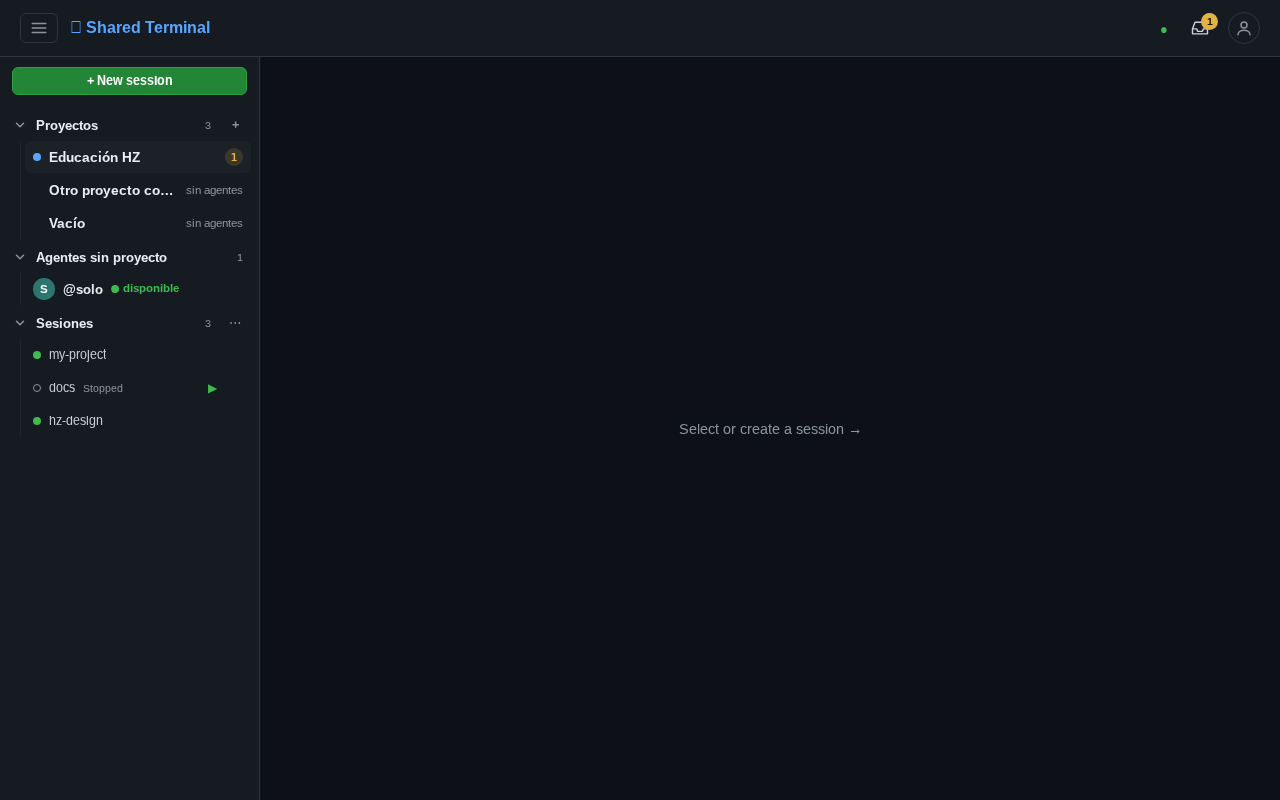 Shared Terminal
1
+ New session
Proyectos 3 +
Educación HZ 1
Otro proyecto co... sin agentes
Vacío sin agentes
Agentes sin proyecto 1
S @solo disponible
Sesiones 3 ...
my-project
docs Stopped
hz-design
Select or create a session →